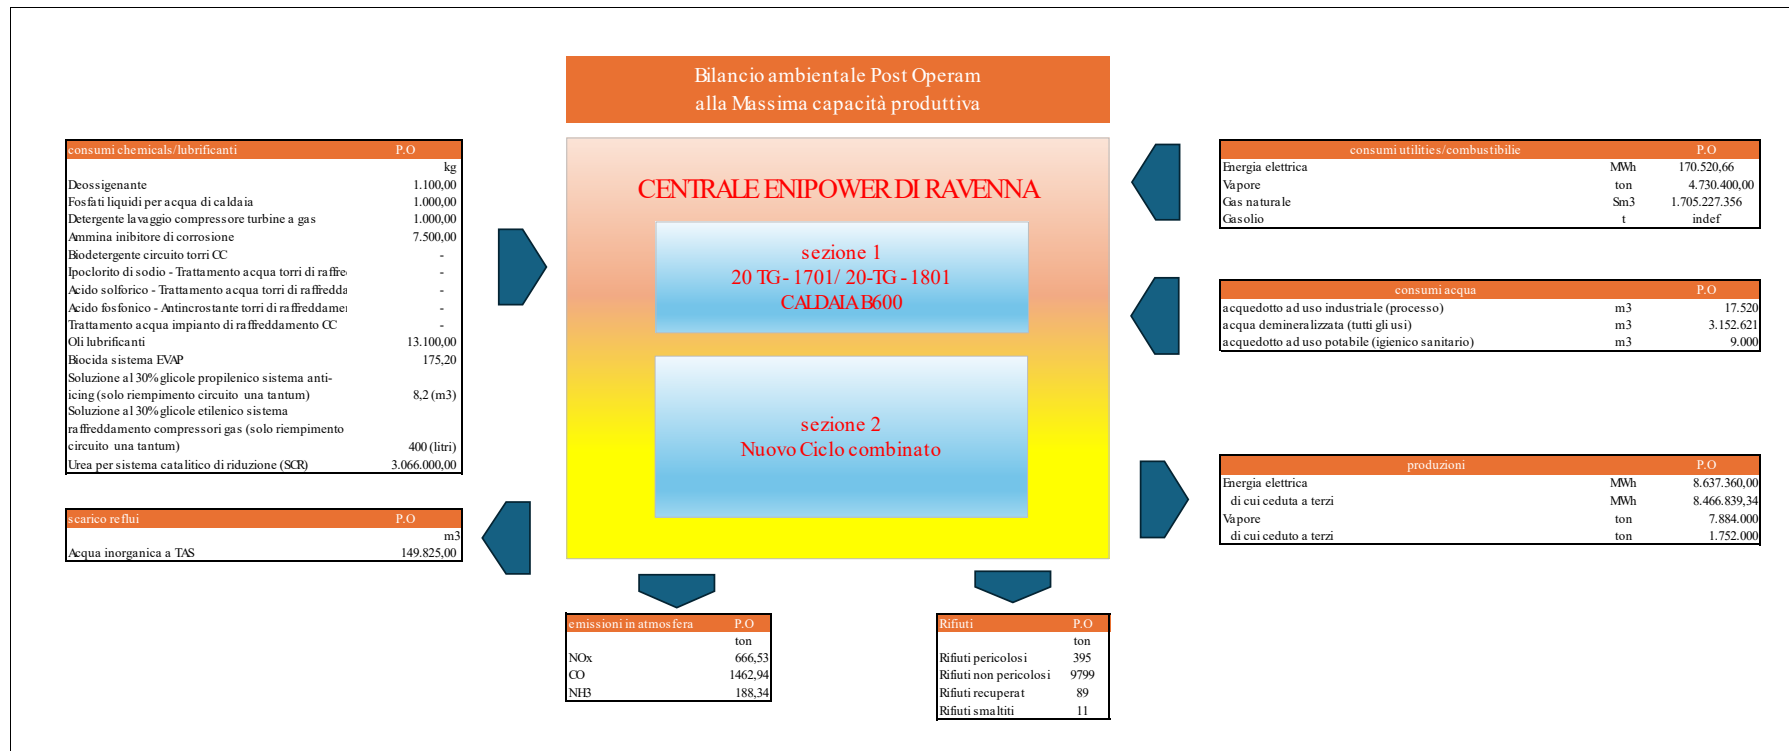 Bilancio ambientale Post Operam
alla Massima capacità produttiva
consumi chemicals/lubrificanti P.O
kg
Deossigenante 1.100,00
Fosfati liquidi per acqua di caldaia 1.000,00
Detergente lavaggio compressore turbine a gas 1.000,00
Ammina inibitore di corrosione 7.500,00
Biodetergente circuito torri CC -
Ipoclorito di sodio - Trattamento acqua torri di raffre -
Acido solforico - Trattamento acqua torri di raffredda -
Acido fosfonico - Antincrostante torri di raffreddamen -
Trattamento acqua impianto di raffreddamento CC -
Oli lubrificanti 13.100,00
Biocida sistema EVAP 175,20
Soluzione al 30% glicole propilenico sistema anti-
icing (solo riempimento circuito una tantum) 8,2 (m3)
Soluzione al 30% glicole etilenico sistema
raffreddamento compressori gas (solo riempimento
circuito una tantum) 400 (litri)
Urea per sistema catalitico di riduzione (SCR) 3.066.000,00
scarico reflui P.O
m3
Acqua inorganica a TAS 149.825,00
CENTRALE ENIPOWER DI RAVENNA
sezione 1
20 TG - 1701/ 20-TG - 1801
CALDAIA B600
sezione 2
Nuovo Ciclo combinato
consumi utilities/combustibilie P.O
Energia elettrica MWh 170.520,66
Vapore ton 4.730.400,00
Gas naturale Sm3 1.705.227.356
Gasolio t indef
consumi acqua P.O
acquedotto ad uso industriale (processo) m3 17.520
acqua demineralizzata (tutti gli usi) m3 3.152.621
acquedotto ad uso potabile (igienico sanitario) m3 9.000
produzioni P.O
Energia elettrica MWh 8.637.360,00
di cui ceduta a terzi MWh 8.466.839,34
Vapore ton 7.884.000
di cui ceduto a terzi ton 1.752.000
emissioni in atmosfera P.O
ton
NOx 666,53
CO 1462,94
NH3 188,34
Rifiuti P.O
ton
Rifiuti pericolosi 395
Rifiuti non pericolosi 9799
Rifiuti recuperat 89
Rifiuti smaltiti 11